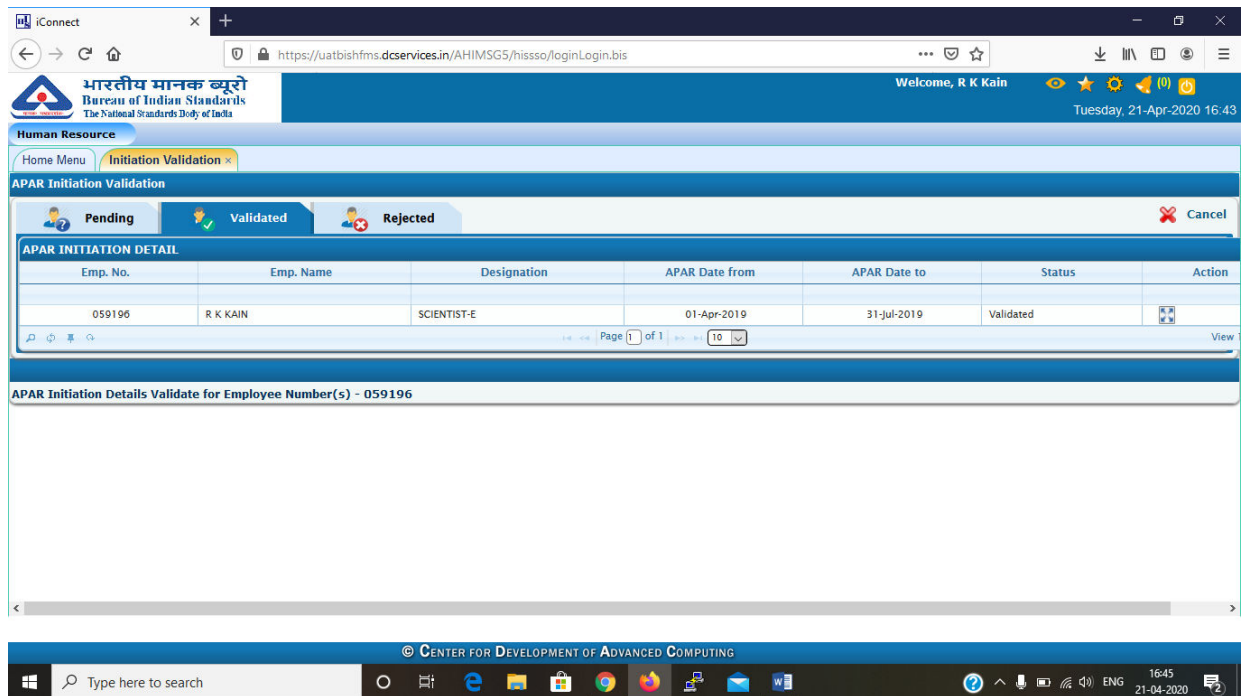 iConnect
https://uatbishfms.dcservices.in/AHIMSG5/hissso/loginLogin.bis
भारतीय मानक ब्यूरो
Bureau of Indian Standards
The National Standards Body of India
Welcome, R K Kain
(0)
Tuesday, 21-Apr-2020 16:43
Human Resource
Home Menu Initiation Validation ×
APAR Initiation Validation
Pending Validated Rejected Cancel
APAR INITIATION DETAIL
Emp. No. Emp. Name Designation APAR Date from APAR Date to Status Action
059196 R K KAIN SCIENTIST-E 01-Apr-2019 31-Jul-2019 Validated
Page 1 of 1 10 View
APAR Initiation Details Validate for Employee Number(s) - 059196
© CENTER FOR DEVELOPMENT OF ADVANCED COMPUTING
Type here to search
ENG
16:45
21-04-2020
2